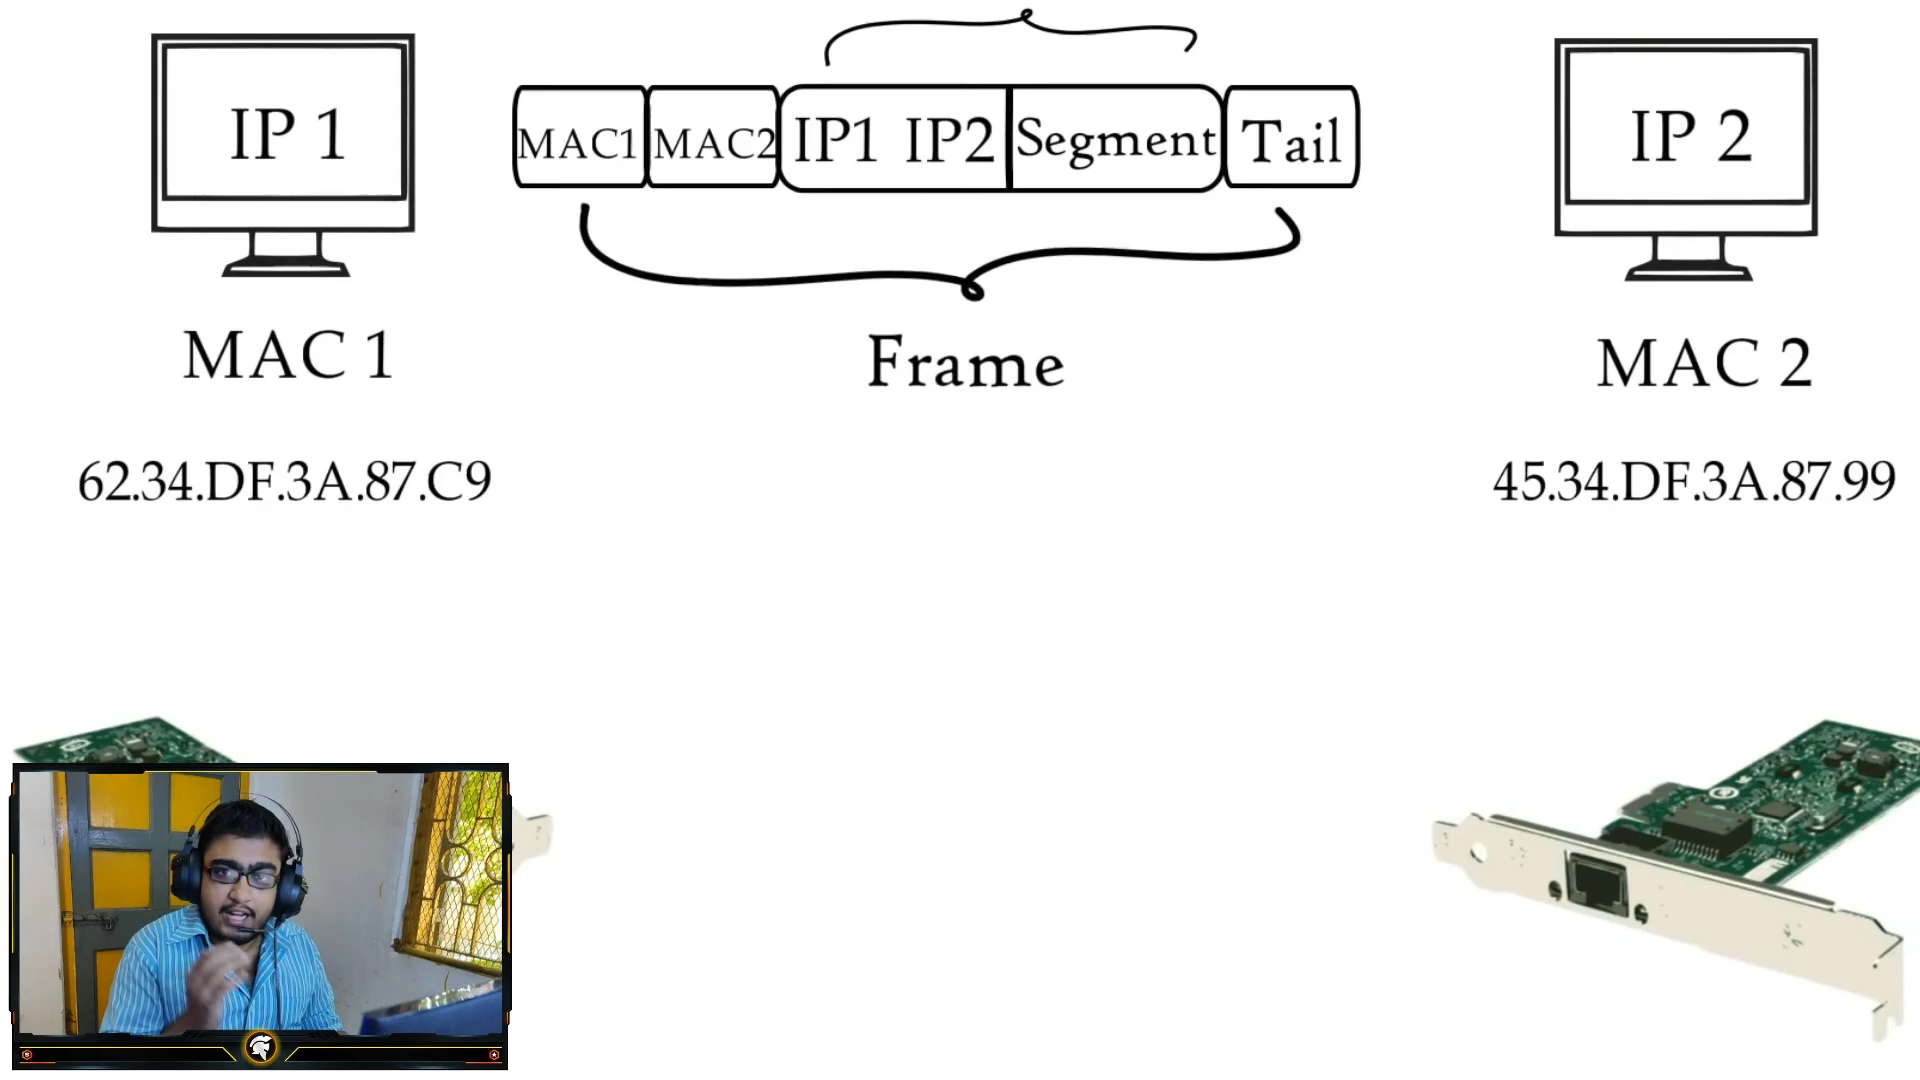 IP 1
MAC1 MAC2 IP1 IP2 Segment Tail
IP 2
MAC 1
Frame
MAC 2
62.34.DF.3A.87.C9
45.34.DF.3A.87.99